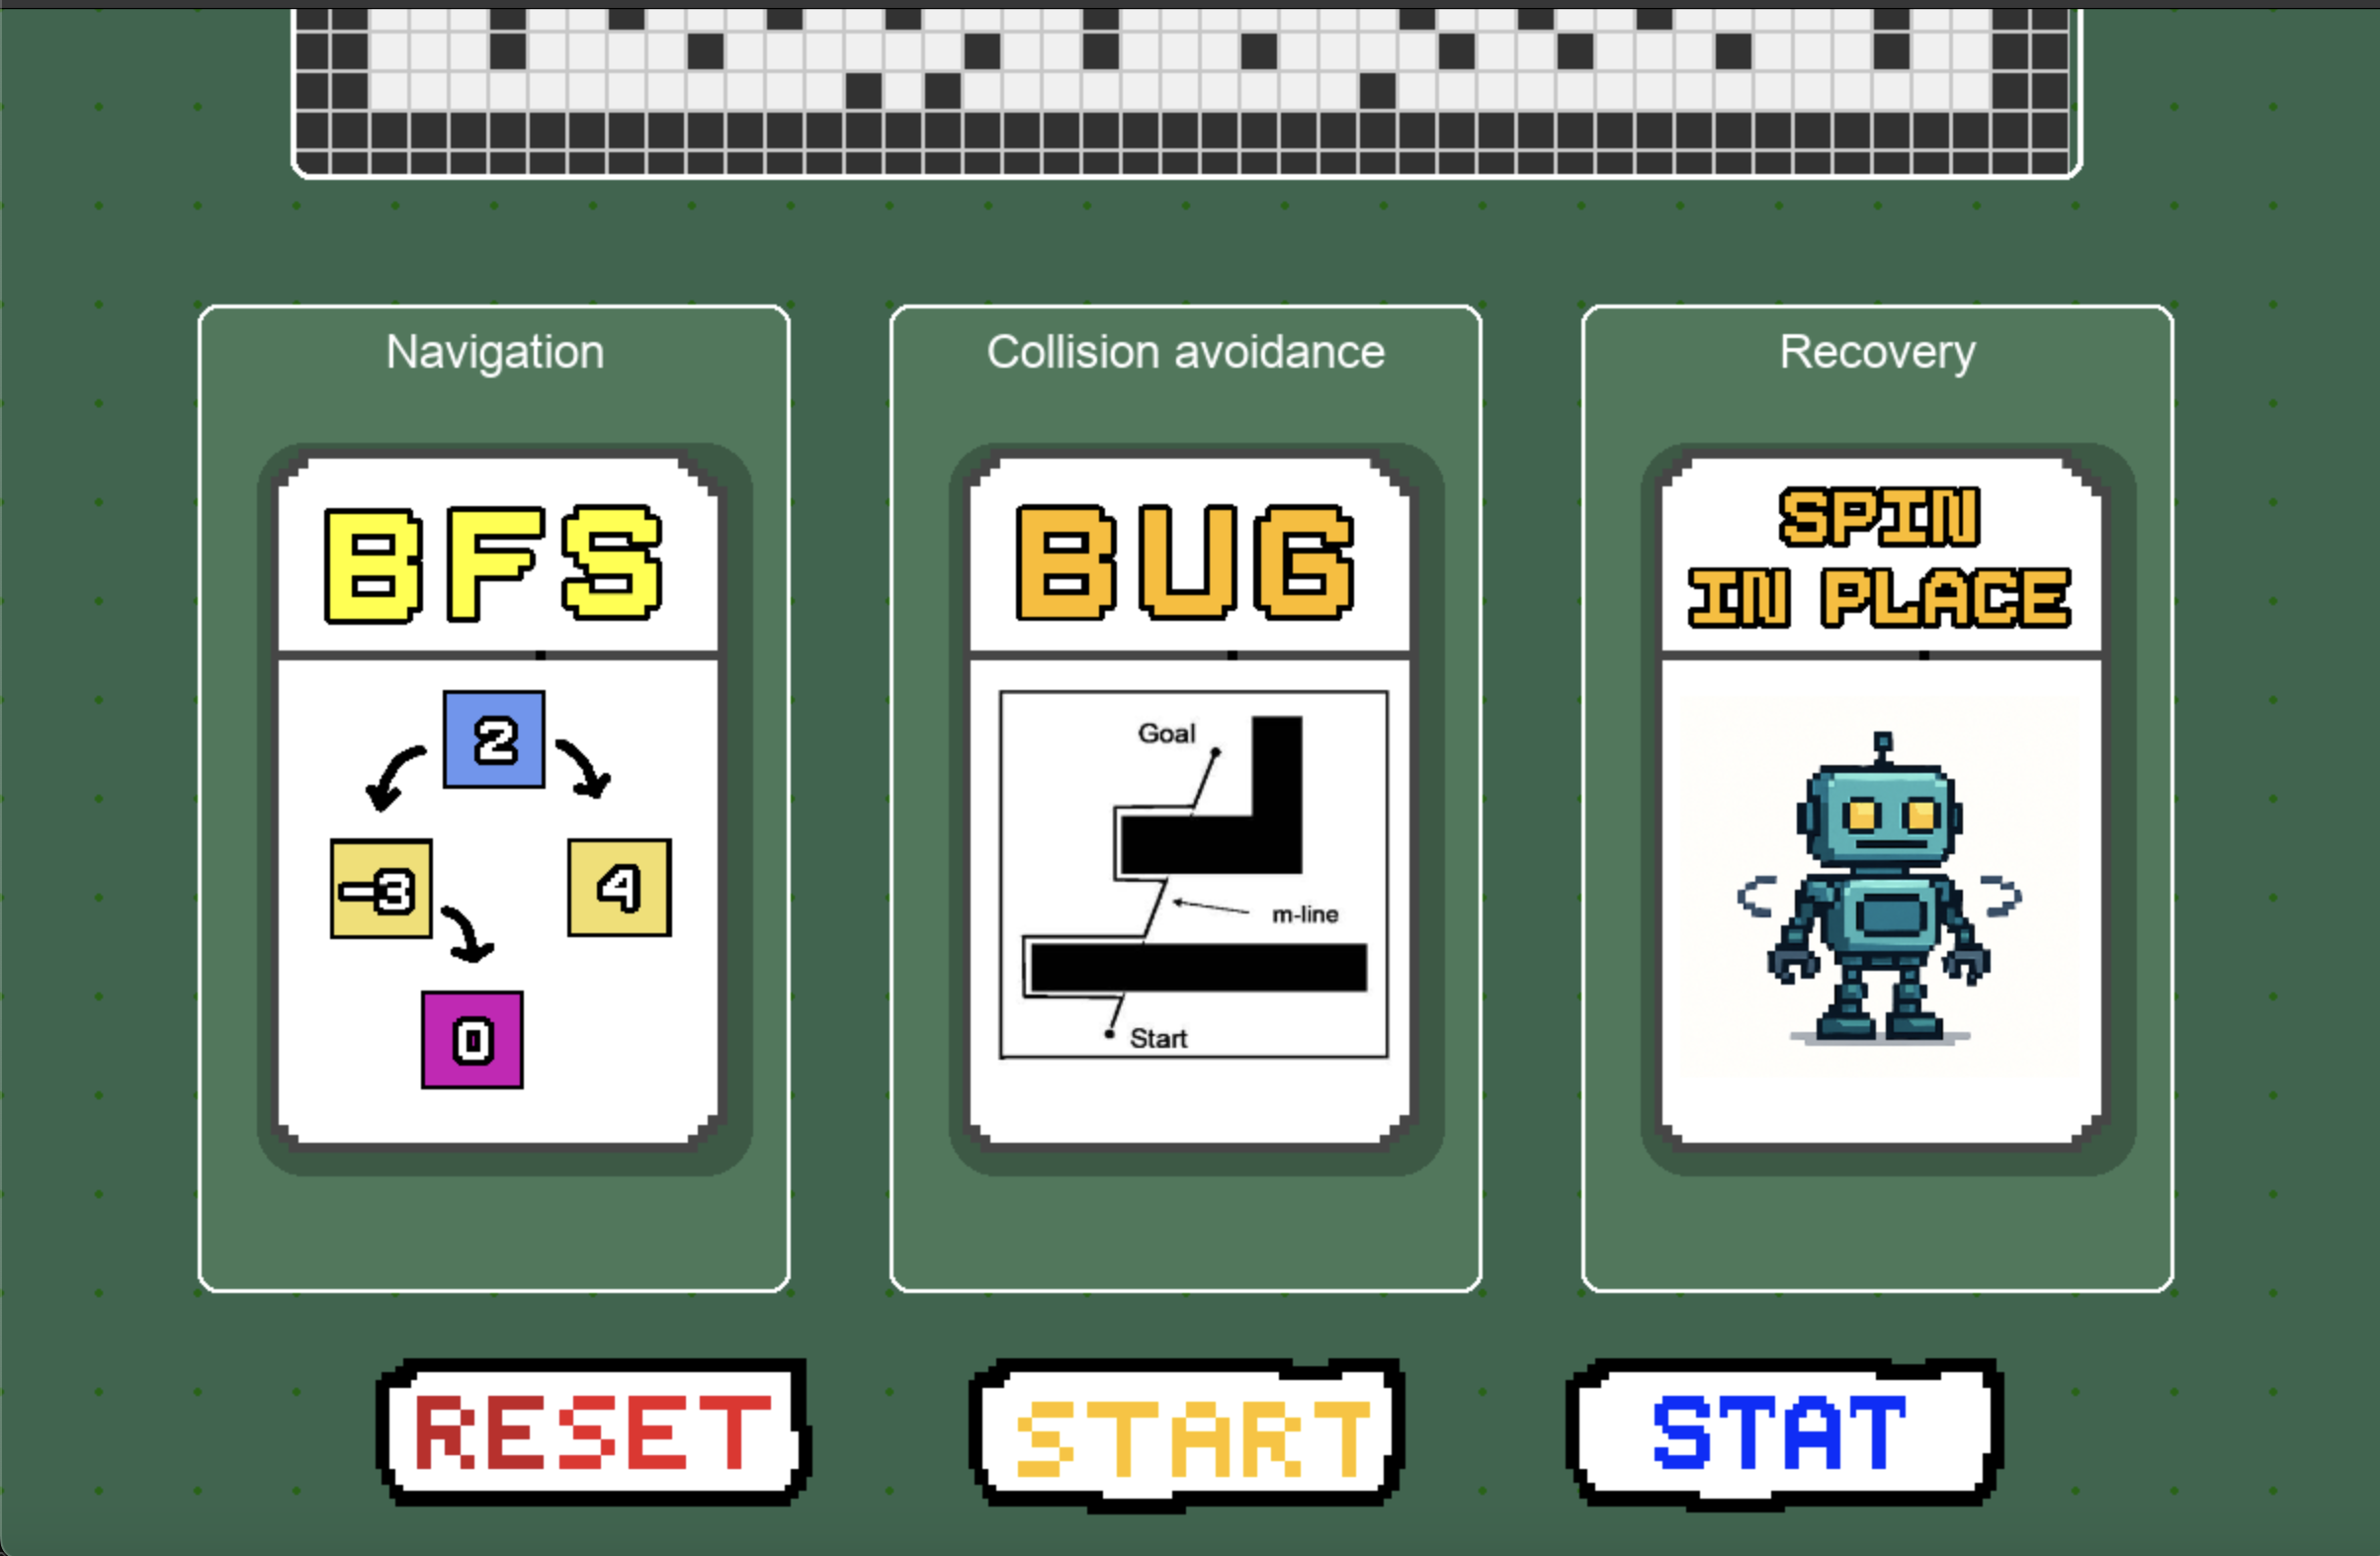 Navigation
Collision avoidance
Recovery
BFS
2
-3
4
0
BUG
Goal
m-line
Start
SPIN
IN PLACE
RESET
START
STAT